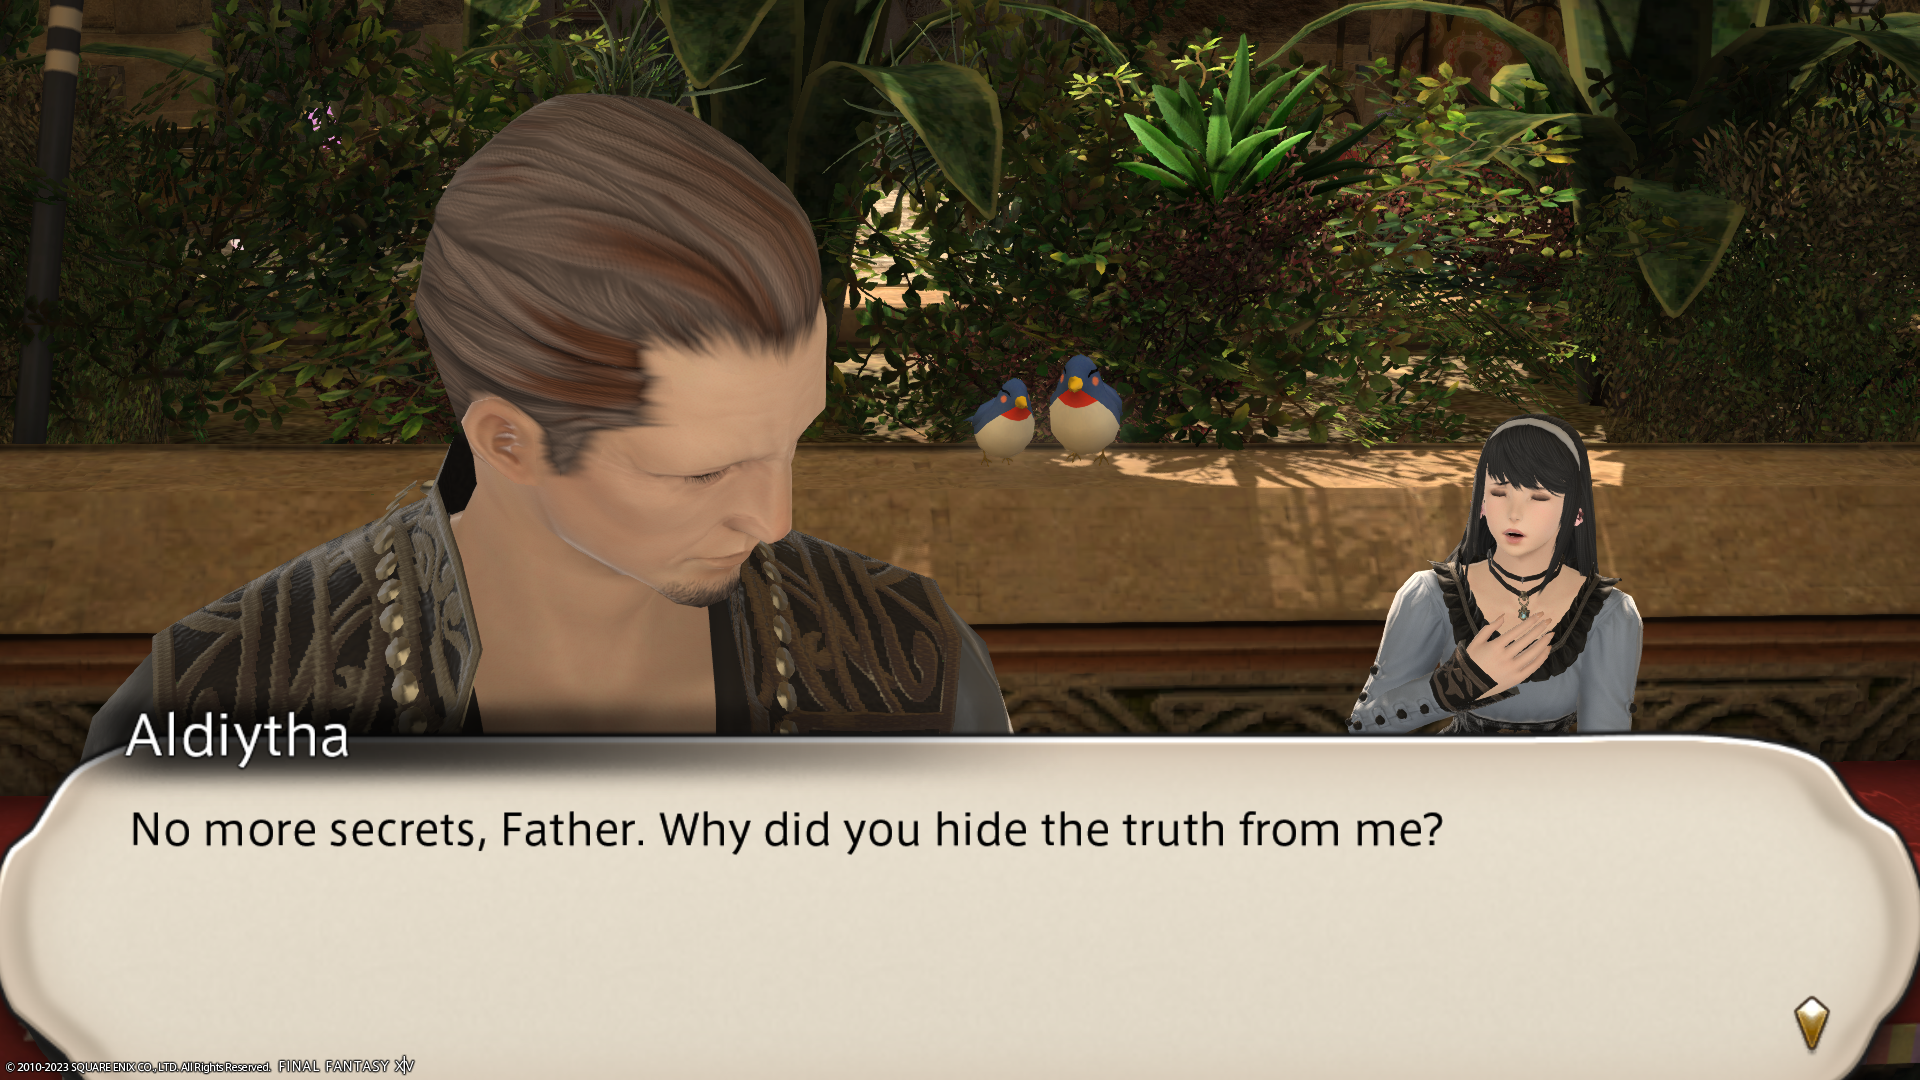 Aldiytha
No more secrets, Father. Why did you hide the truth from me?
© 2010-2023 SQUARE ENIX CO., LTD. All Rights Reserved. FINAL FANTASY XIV